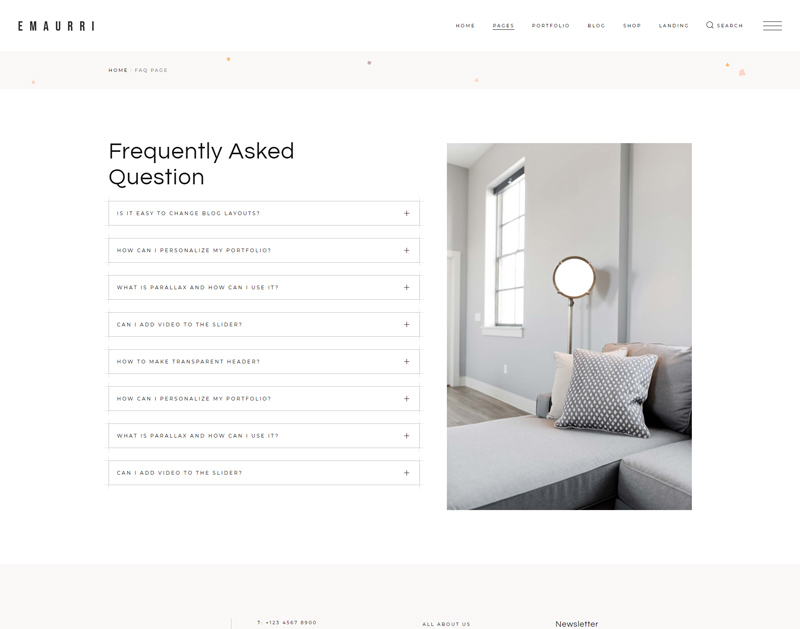 EMAURRI
HOME PAGES PORTFOLIO BLOG SHOP LANDING SEARCH
HOME / FAQ PAGE
Frequently Asked
Question
IS IT EASY TO CHANGE BLOG LAYOUTS?
HOW CAN I PERSONALIZE MY PORTFOLIO?
WHAT IS PARALLAX AND HOW CAN I USE IT?
CAN I ADD VIDEO TO THE SLIDER?
HOW TO MAKE TRANSPARENT HEADER?
HOW CAN I PERSONALIZE MY PORTFOLIO?
WHAT IS PARALLAX AND HOW CAN I USE IT?
CAN I ADD VIDEO TO THE SLIDER?
T: +123 4567 8900
ALL ABOUT US
Newsletter